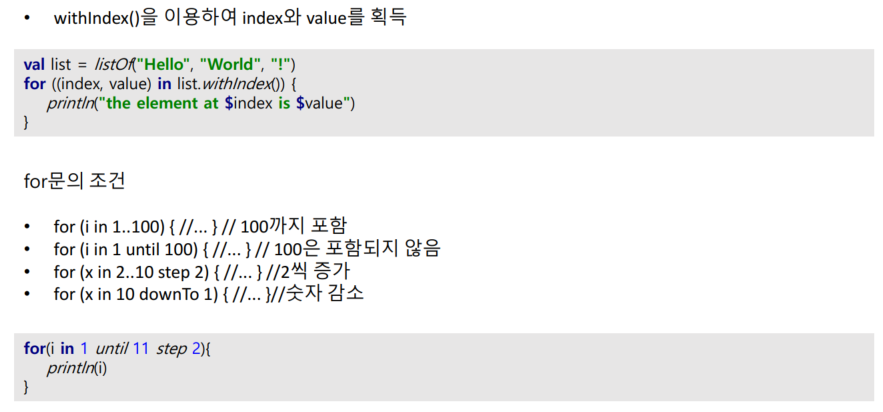 • withIndex()을 이용하여 index와 value를 획득
val list = listOf("Hello", "World", "!")
for ((index, value) in list.withIndex()) {
println("the element at $index is $value")
}
for문의 조건
• for (i in 1..100) { //... } // 100까지 포함
• for (i in 1 until 100) { //... } // 100은 포함되지 않음
• for (x in 2..10 step 2) { //... } //2씩 증가
• for (x in 10 downTo 1) { //... }//숫자 감소
for(i in 1 until 11 step 2){
println(i)
}